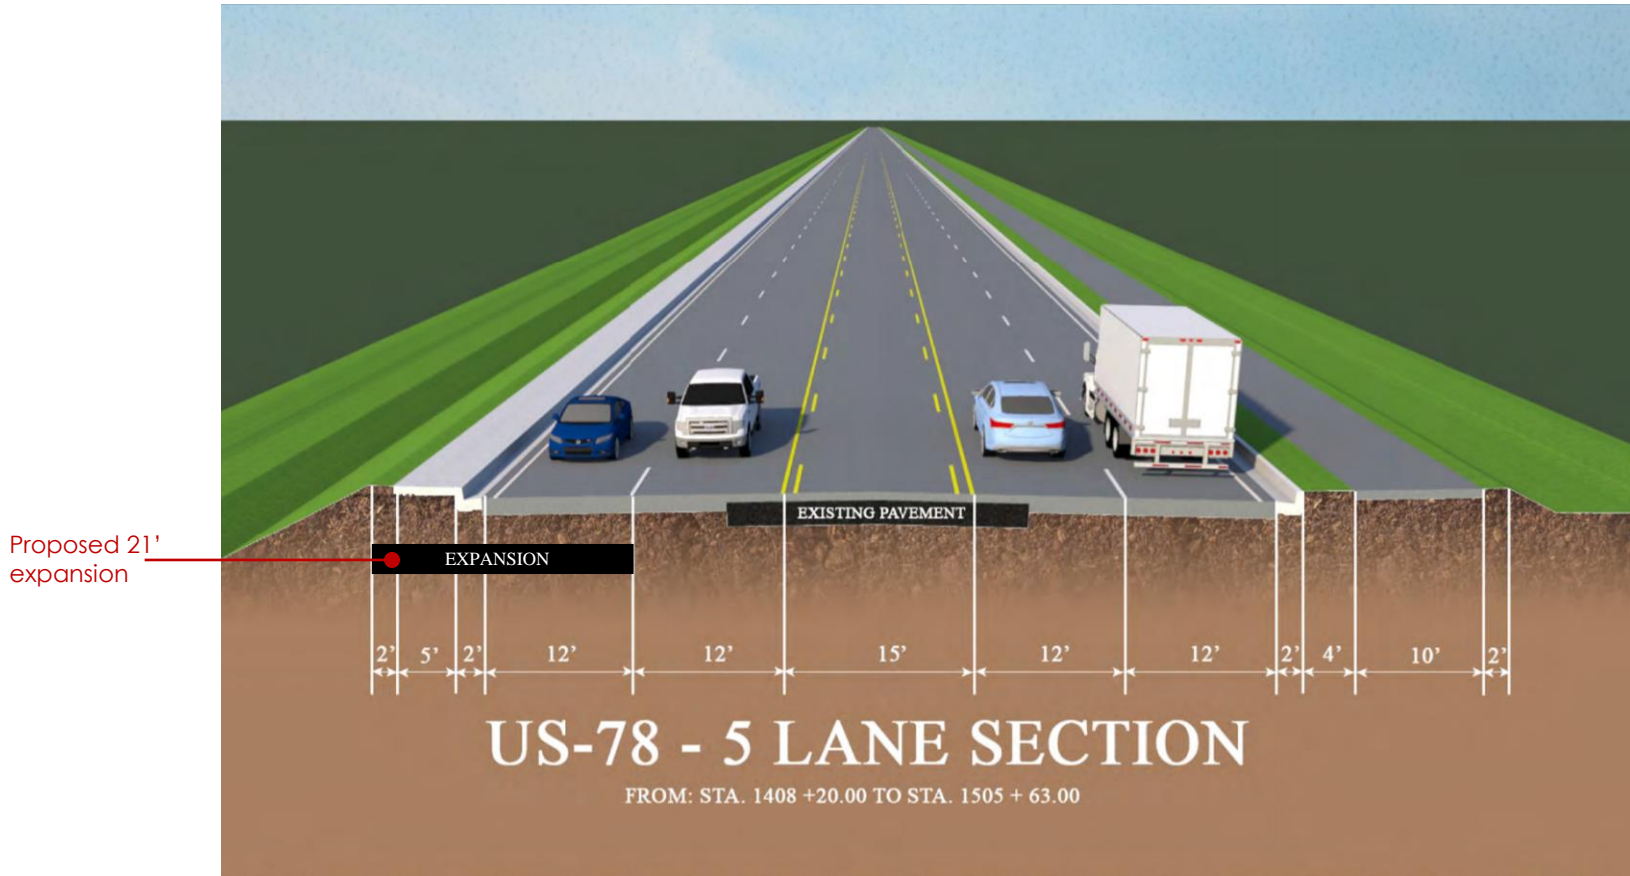 EXISTING PAVEMENT
Proposed 21’
expansion
EXPANSION
2’ 5’ 2’ 12’ 12’ 15’ 12’ 12’ 2’ 4’ 10’ 2’
US-78 - 5 LANE SECTION
FROM: STA. 1408 +20.00 TO STA. 1505 + 63.00